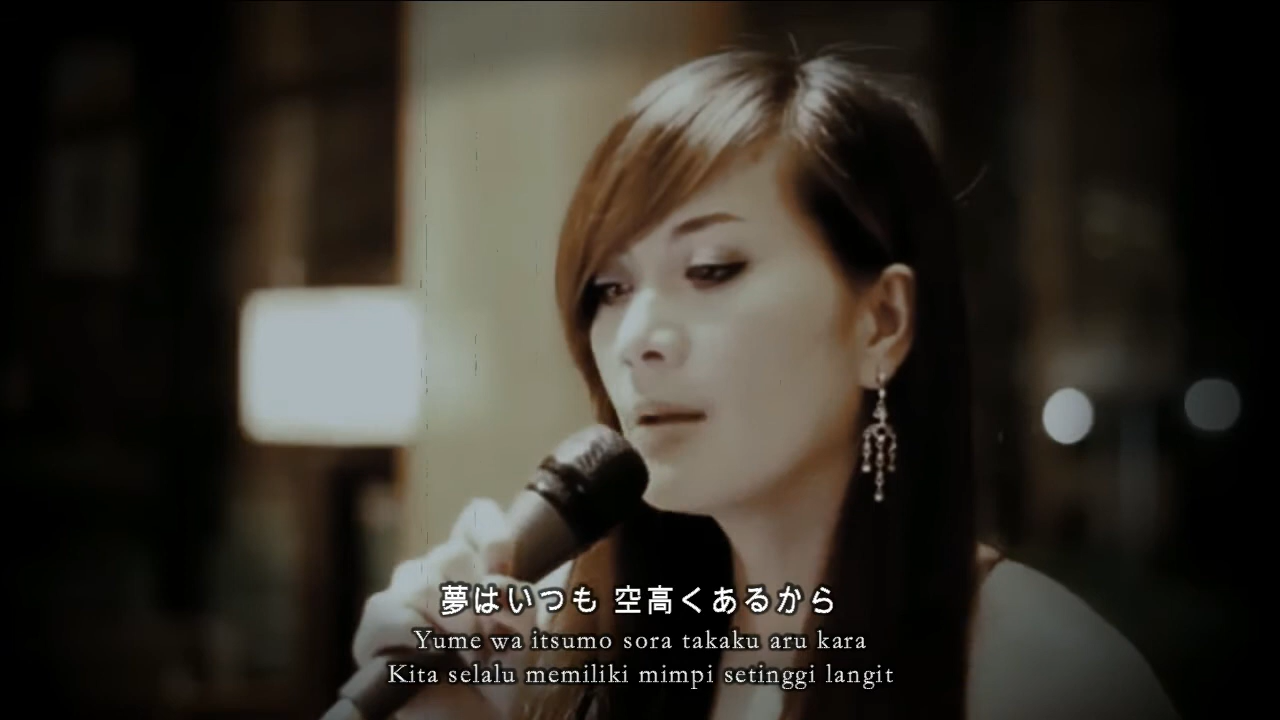 夢はいつも 空高くあるから
Yume wa itsumo sora takaku aru kara
Kita selalu memiliki mimpi setinggi langit